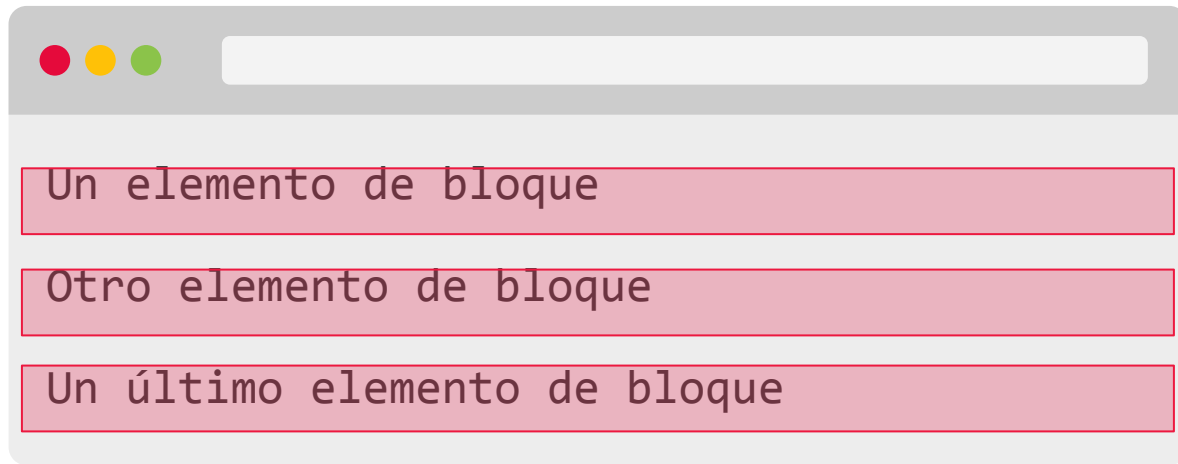 Un elemento de bloque
Otro elemento de bloque
Un último elemento de bloque